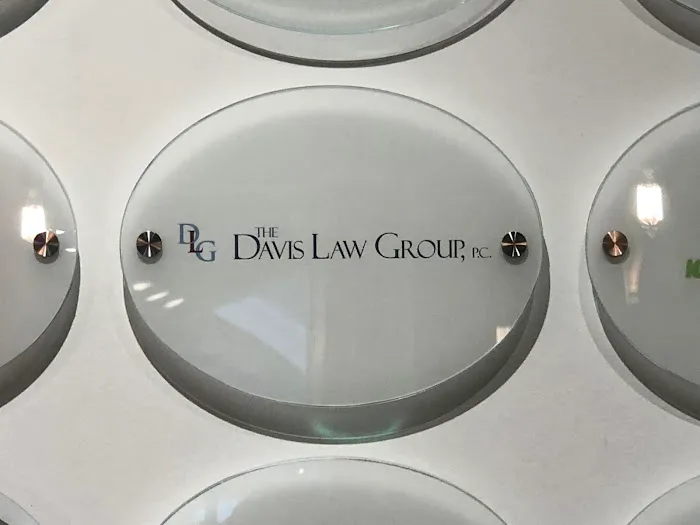 DLG THE DAVIS LAW GROUP, P.C.